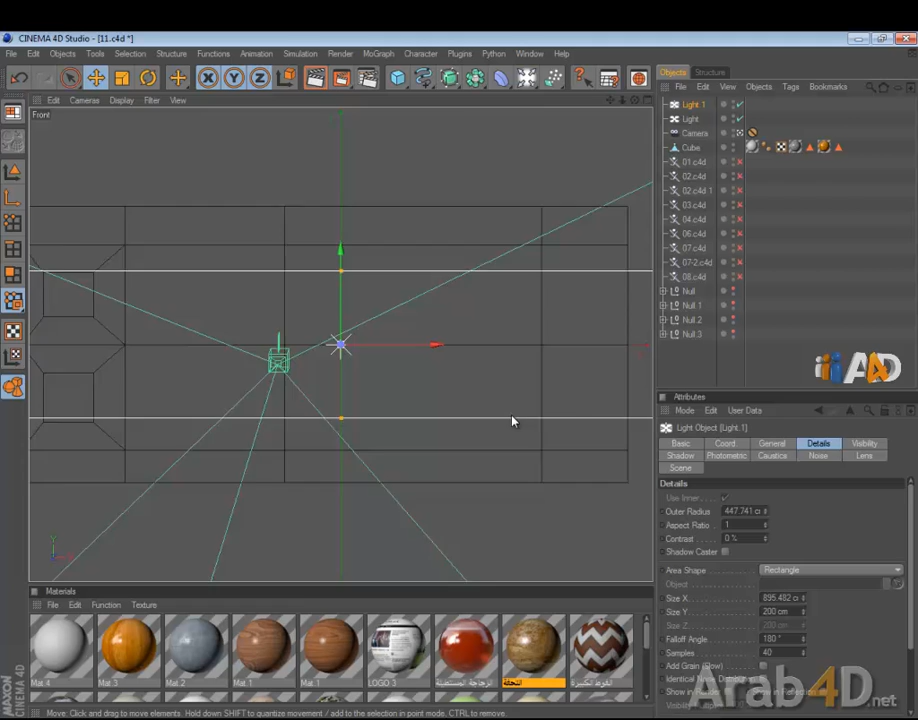 CINEMA 4D Studio - [11.c4d *]
File Edit Objects Tools Selection Structure Functions Animation Simulation Render MoGraph Character Plugins Python Window Help
Edit Cameras Display Filter View
Front
Objects Structure
File Edit View Objects Tags Bookmarks
Light 1
Light
Camera
Cube
01.c4d
02.c4d
02.c4d 1
03.c4d
04.c4d
06.c4d
07.c4d
07-2.c4d
08.c4d
Null
Null.1
Null.2
Null.3
Arab4D
Attributes
Mode Edit User Data
Light Object [Light.1]
Basic Coord. General Details Visibility
Shadow Photometric Caustics Noise Lens
Scene
Details
Use Inner
Outer Radius 447.741 c
Aspect Ratio 1
Contrast 0 %
Shadow Caster
Area Shape Rectangle
Object
Size X 895.482 c
Size Y 200 cm
Size Z 200 cm
Falloff Angle 180 °
Samples 40
Add Grain (Slow)
Show in Render
Arab4D.net
Materials
File Edit Function Texture
Mat 4 Mat 3 Mat 2 Mat 1 Mat 1 LOGO 3
MAXON CINEMA 4D
Move: Click and drag to move elements. Hold down SHIFT to quantize movement / add to the selection in point mode, CTRL to remove.